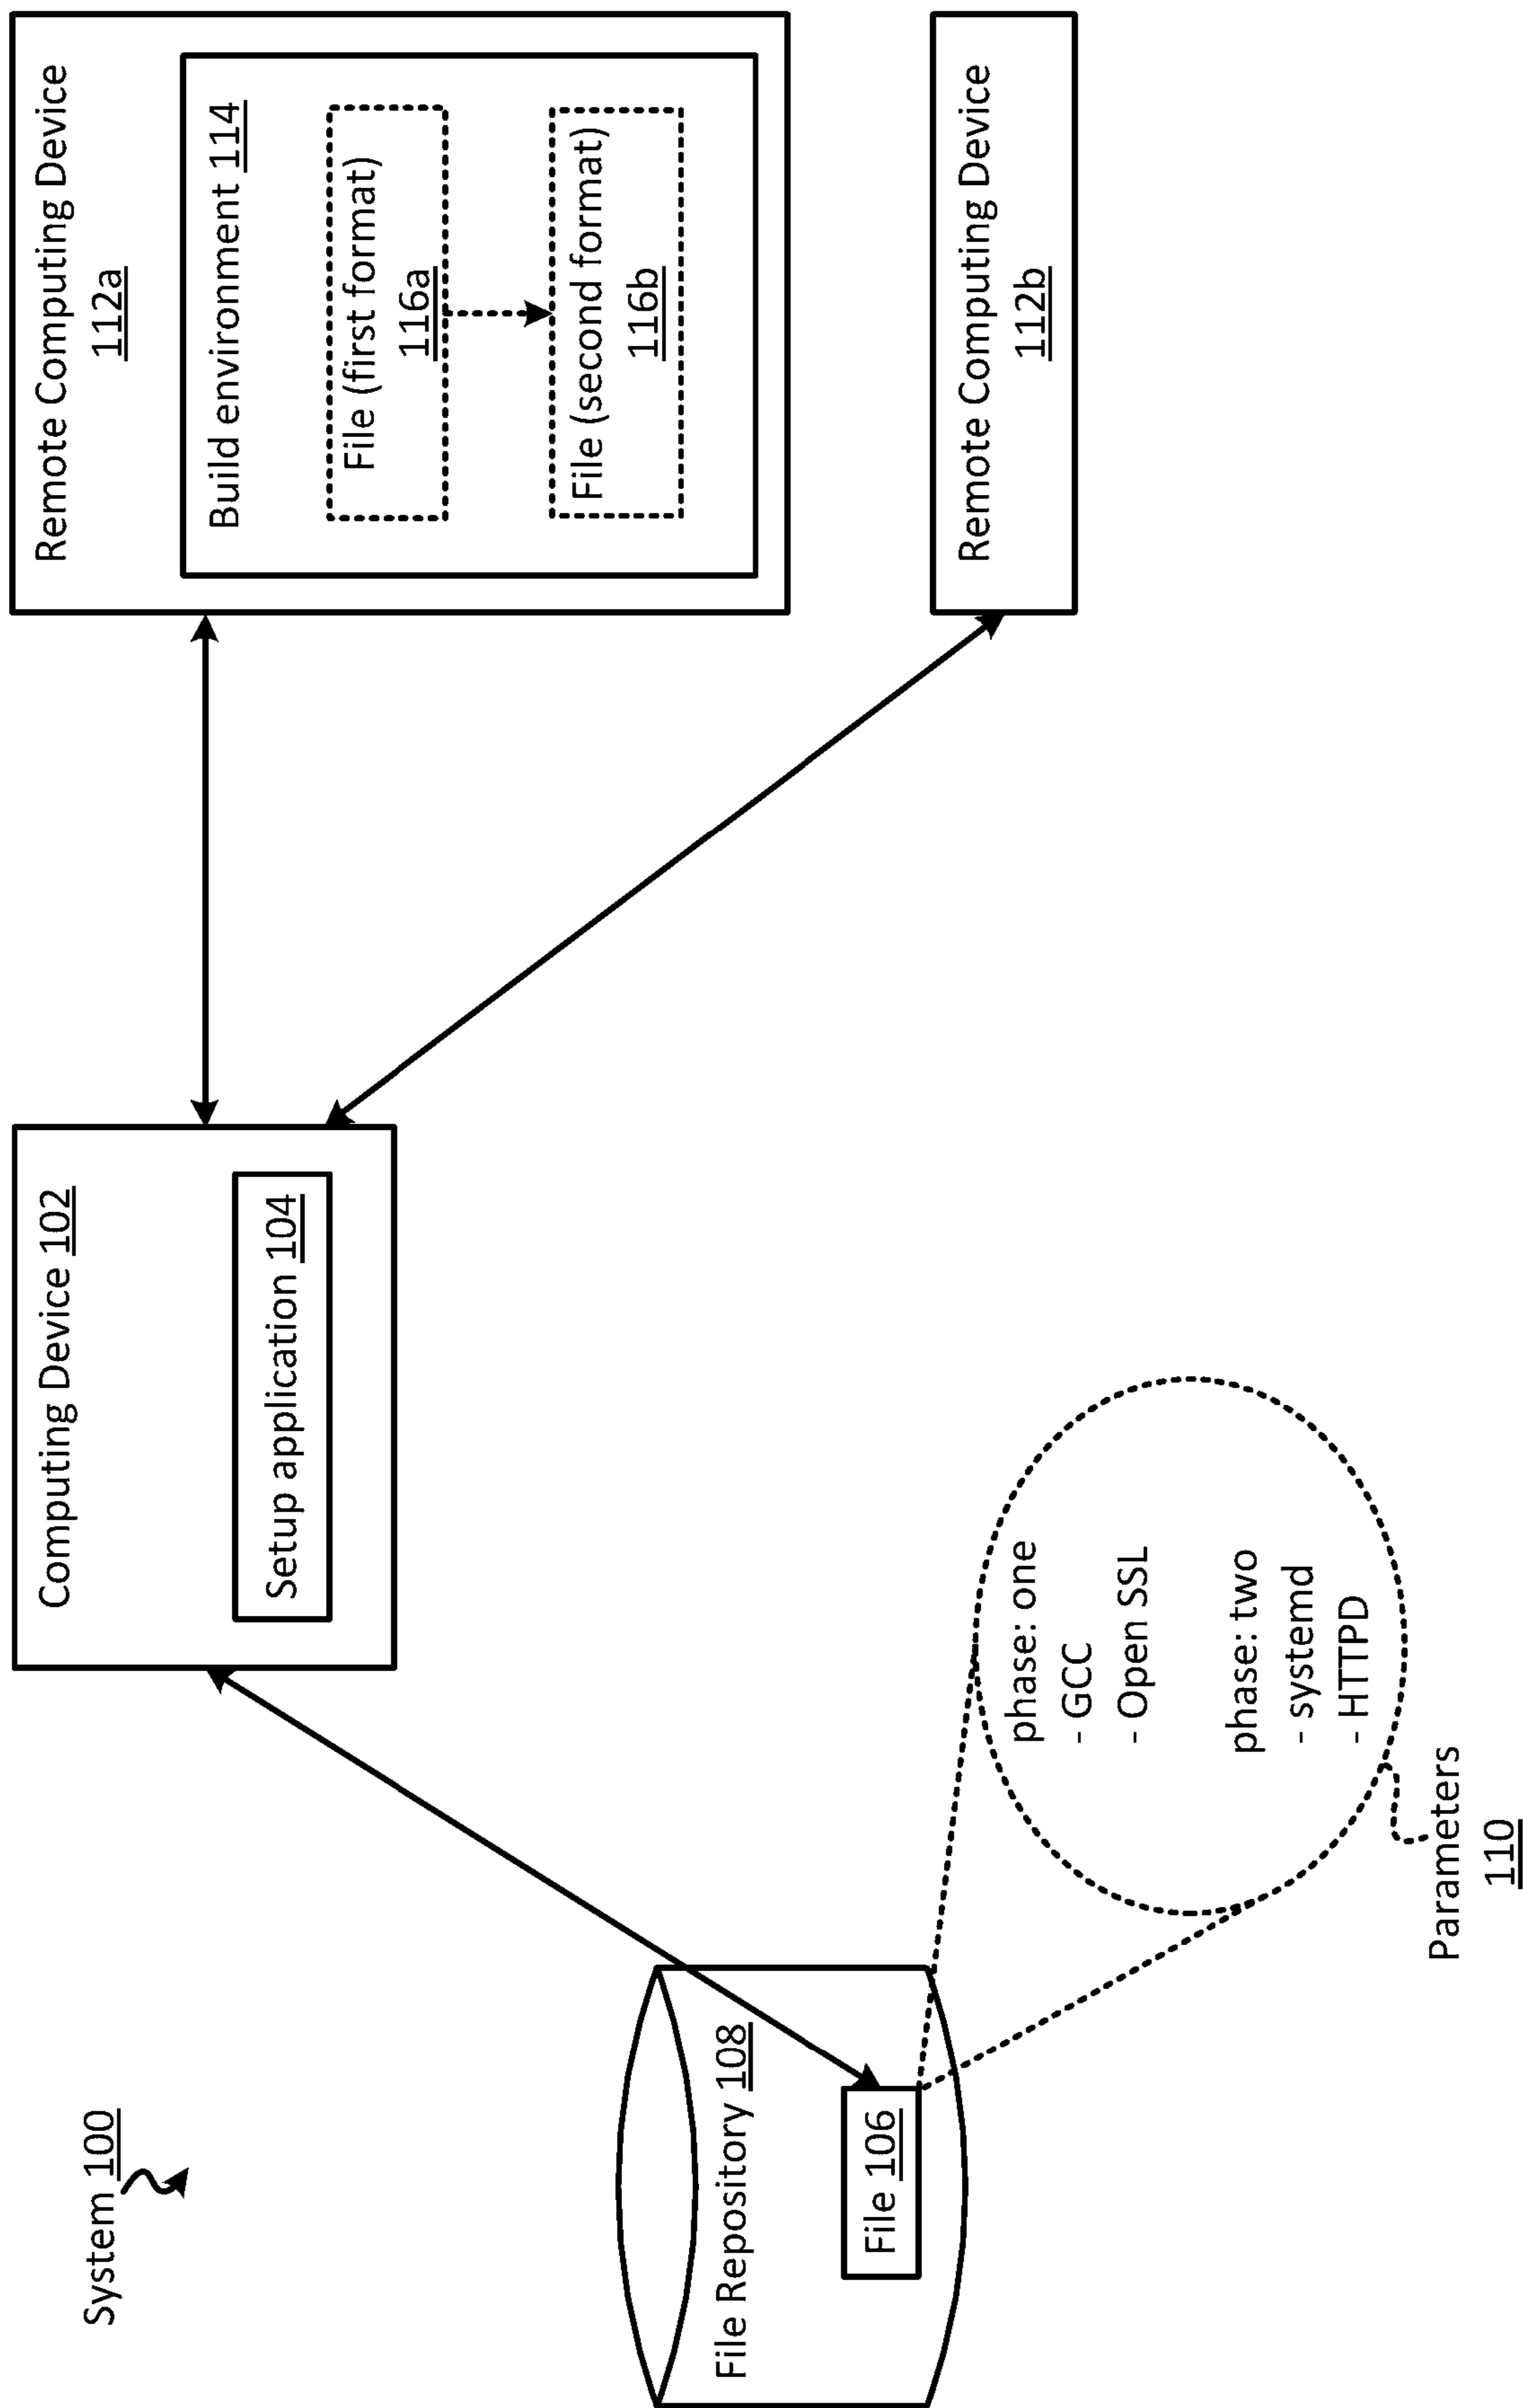 System 100
File Repository 108
File 106
Computing Device 102
Setup application 104
phase: one
- GCC
- Open SSL
phase: two
- systemd
- HTTPD
Parameters
110
Remote Computing Device
112a
Build environment 114
File (first format)
116a
File (second format)
116b
Remote Computing Device
112b